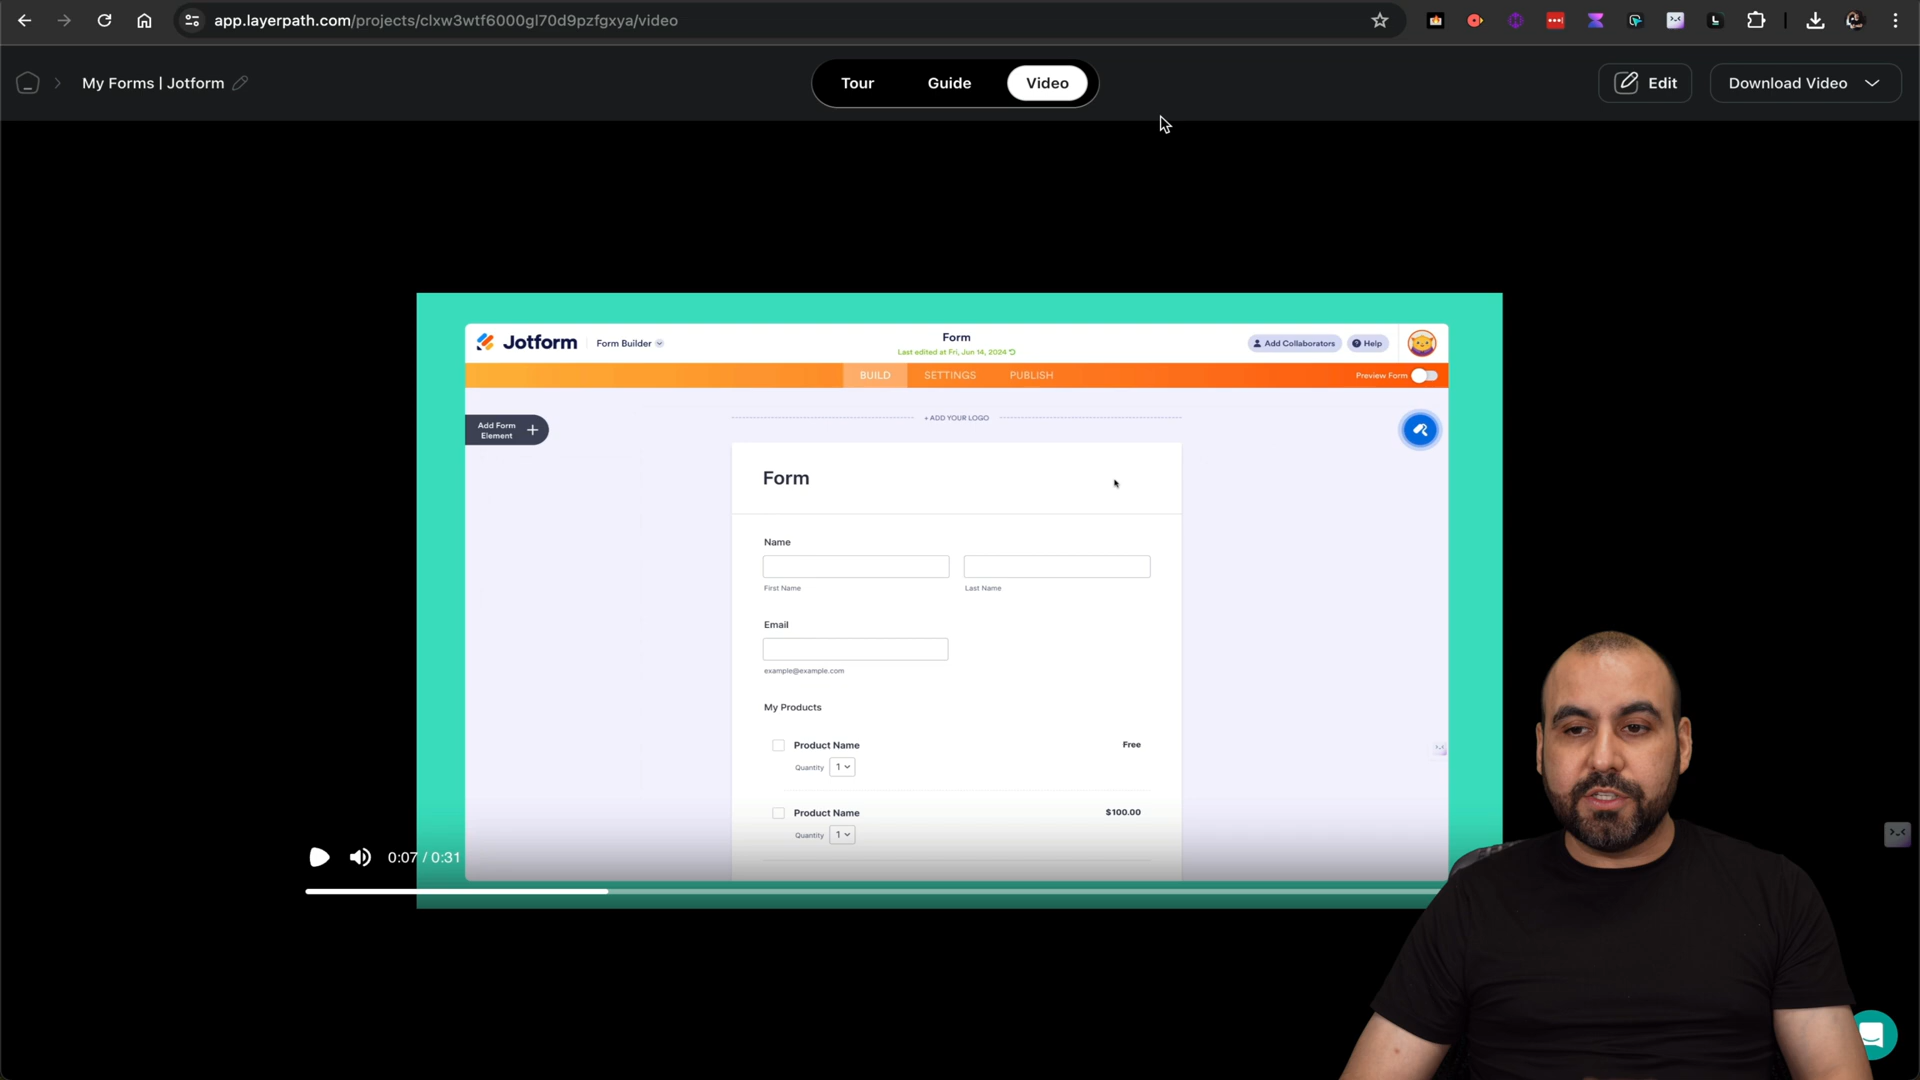 app.layerpath.com/projects/clxw3wtf6000gl70d9pzfgxya/video
My Forms | Jotform
Tour
Guide
Video
Edit
Download Video
Jotform
Form Builder
Form
Last edited at Fri, Jun 14, 2024
Add Collaborators
Help
BUILD
SETTINGS
PUBLISH
Preview Form
Add Form
Element
+ ADD YOUR LOGO
Form
Name
First Name
Last Name
Email
example@example.com
My Products
Product Name
Free
Quantity
1
Product Name
$100.00
Quantity
1
0:07 / 0:31